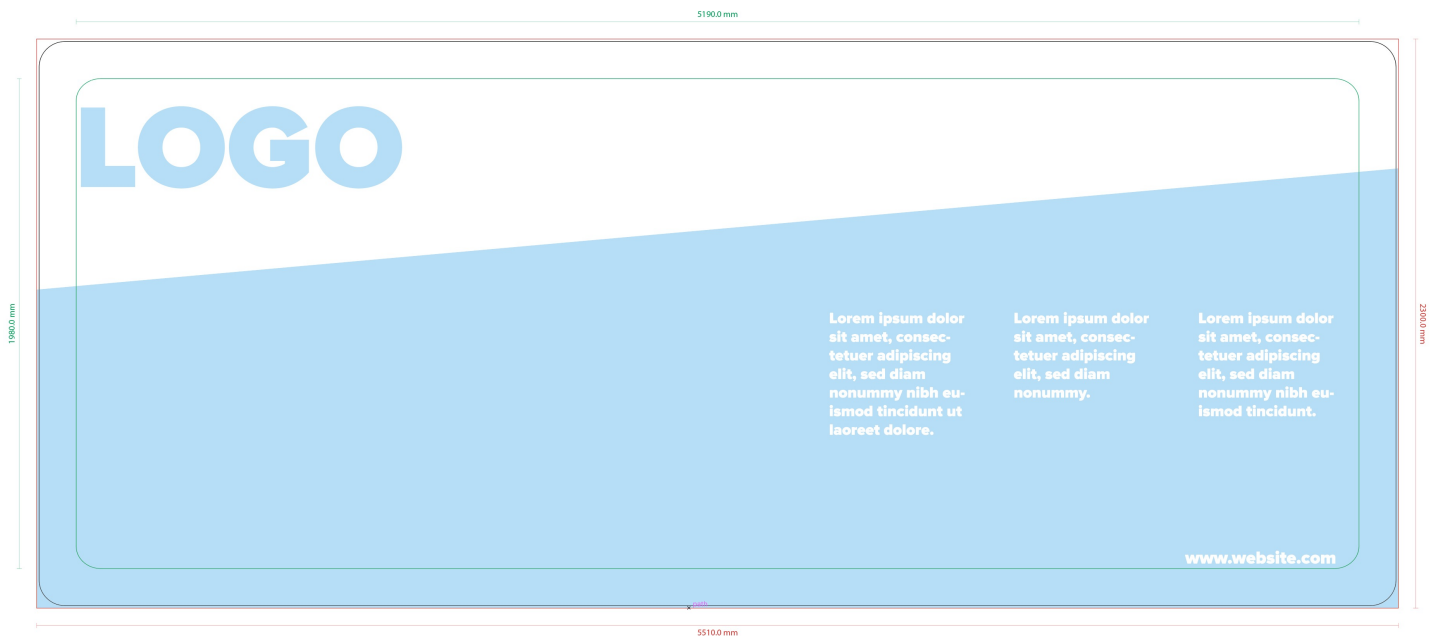 5190.0 mm
LOGO
1980.0 mm
2300.0 mm
Lorem ipsum dolor
sit amet, consec-
tetuer adipiscing
elit, sed diam
nonummy nibh eu-
ismod tincidunt ut
laoreet dolore.
Lorem ipsum dolor
sit amet, consec-
tetuer adipiscing
elit, sed diam
nonummy.
Lorem ipsum dolor
sit amet, consec-
tetuer adipiscing
elit, sed diam
nonummy nibh eu-
ismod tincidunt.
www.website.com
path
5510.0 mm